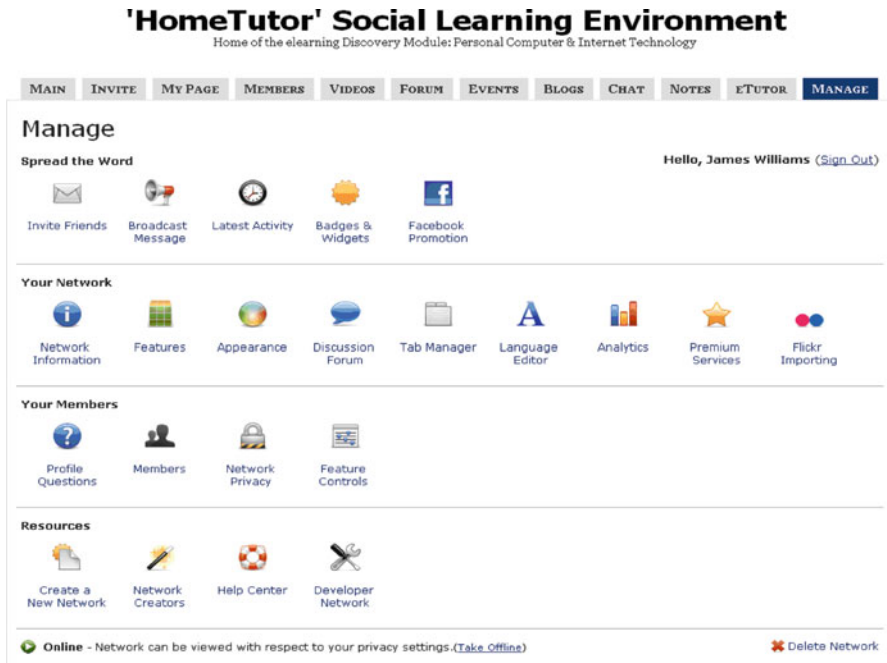 'HomeTutor' Social Learning Environment
Home of the elearning Discovery Module: Personal Computer & Internet Technology
MAIN INVITE MY PAGE MEMBERS VIDEOS FORUM EVENTS BLOGS CHAT NOTES ETUTOR MANAGE
Manage
Spread the Word
Hello, James Williams (Sign Out)
Invite Friends Broadcast Latest Activity Badges & Facebook
Message Widgets Promotion
Your Network
Network Features Appearance Discussion Tab Manager Language Analytics Premium Flickr
Information Forum Editor Services Importing
Your Members
Profile Members Network Feature
Questions Privacy Controls
Resources
Create a Network Help Center Developer
New Network Creators Network
Online - Network can be viewed with respect to your privacy settings.(Take Offline) Delete Network